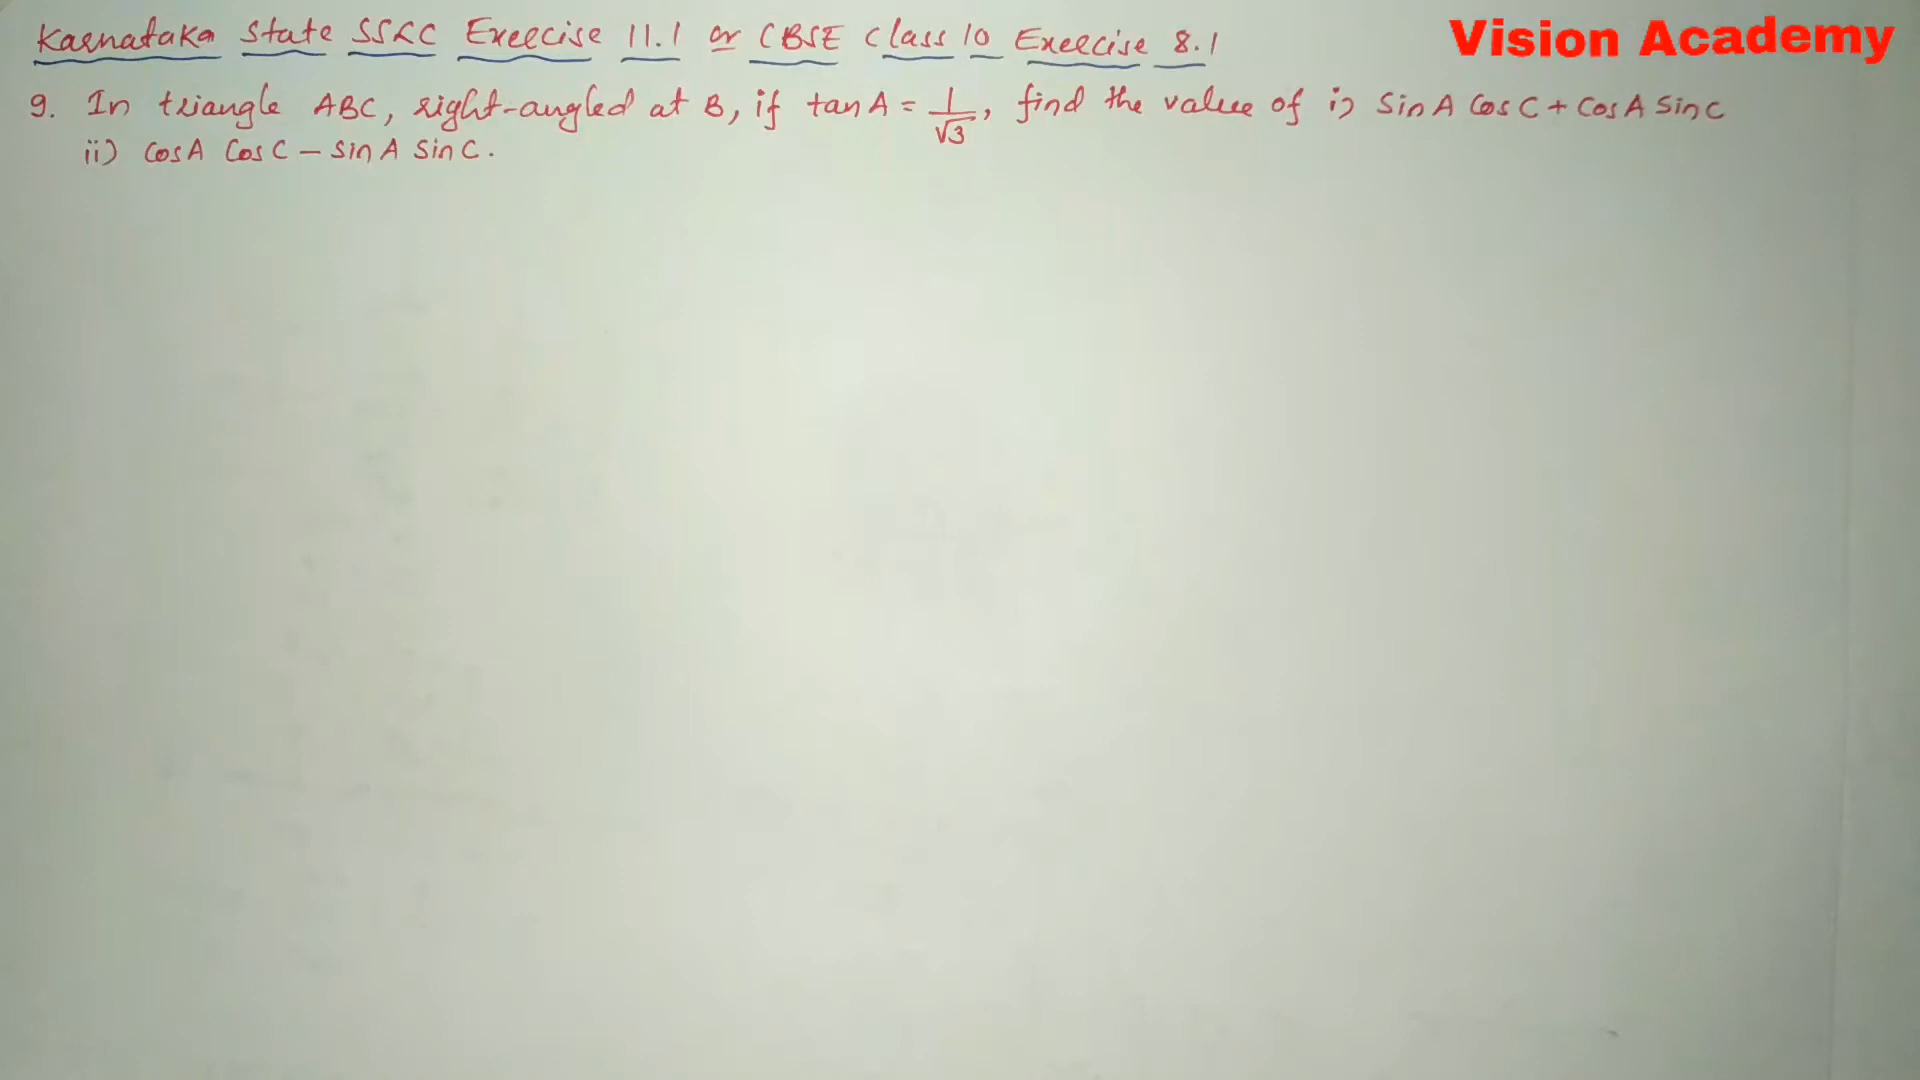 Karnataka State SSLC Exercise 11.1 or CBSE Class 10 Exercise 8.1
Vision Academy
9. In triangle ABC, right-angled at B, if tan A = 1/√3, find the value of i) Sin A Cos C + Cos A Sin C
ii) Cos A Cos C – Sin A Sin C.